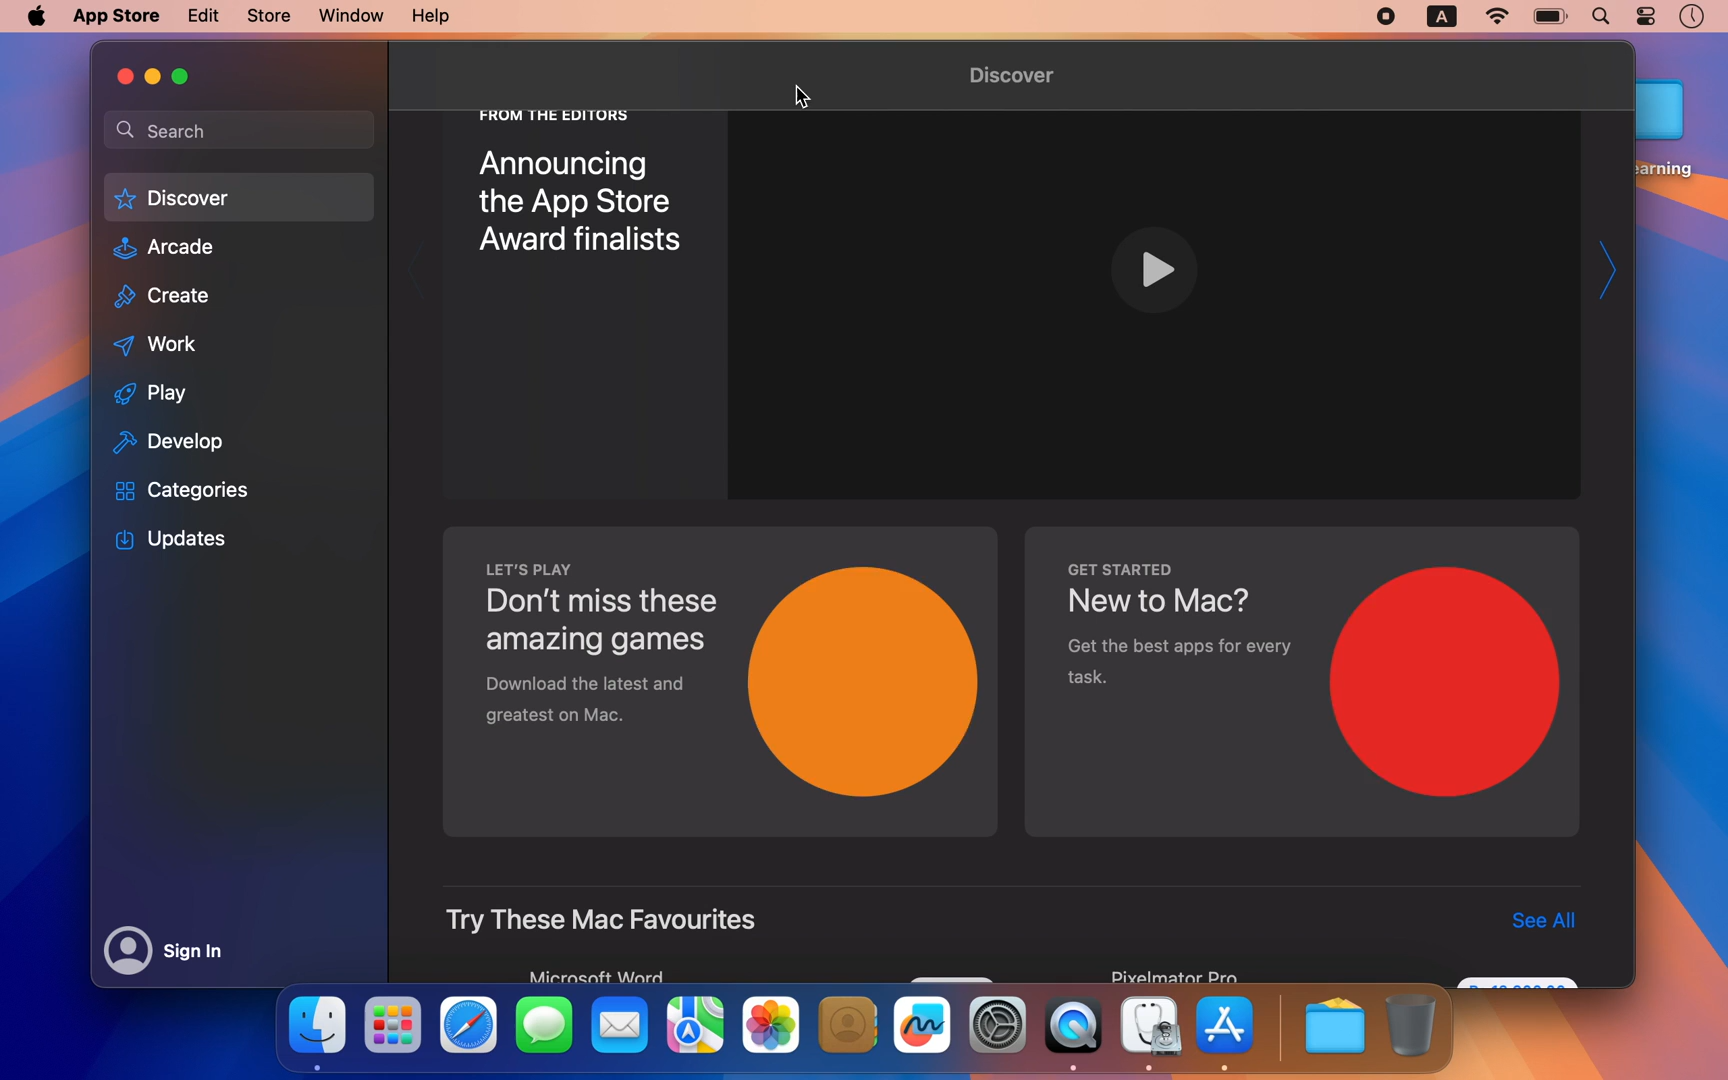 App Store Edit Store Window Help
A
Discover
Search
Discover
Arcade
Create
Work
Play
Develop
Categories
Updates
Sign In
FROM THE EDITORS
Announcing
the App Store
Award finalists
LET'S PLAY
Don't miss these
amazing games
Download the latest and
greatest on Mac.
GET STARTED
New to Mac?
Get the best apps for every
task.
Try These Mac Favourites
See All
Microsoft Word
Pixelmator Pro
earning